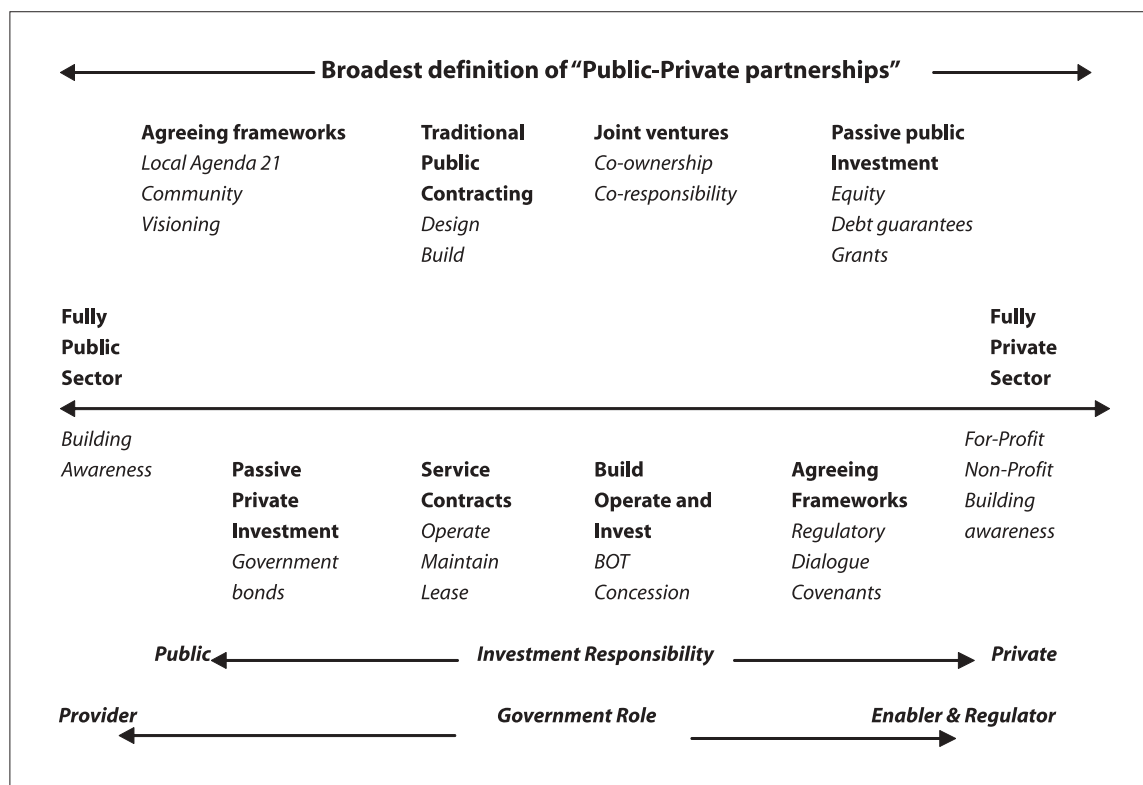 Broadest definition of “Public-Private partnerships”
Agreeing frameworks
Local Agenda 21
Community
Visioning
Traditional
Public
Contracting
Design
Build
Joint ventures
Co-ownership
Co-responsibility
Passive public
Investment
Equity
Debt guarantees
Grants
Fully
Public
Sector
Fully
Private
Sector
Building
Awareness
Passive
Private
Investment
Government
bonds
Service
Contracts
Operate
Maintain
Lease
Build
Operate and
Invest
BOT
Concession
Agreeing
Frameworks
Regulatory
Dialogue
Covenants
For-Profit
Non-Profit
Building
awareness
Public
Investment Responsibility
Private
Provider
Government Role
Enabler & Regulator